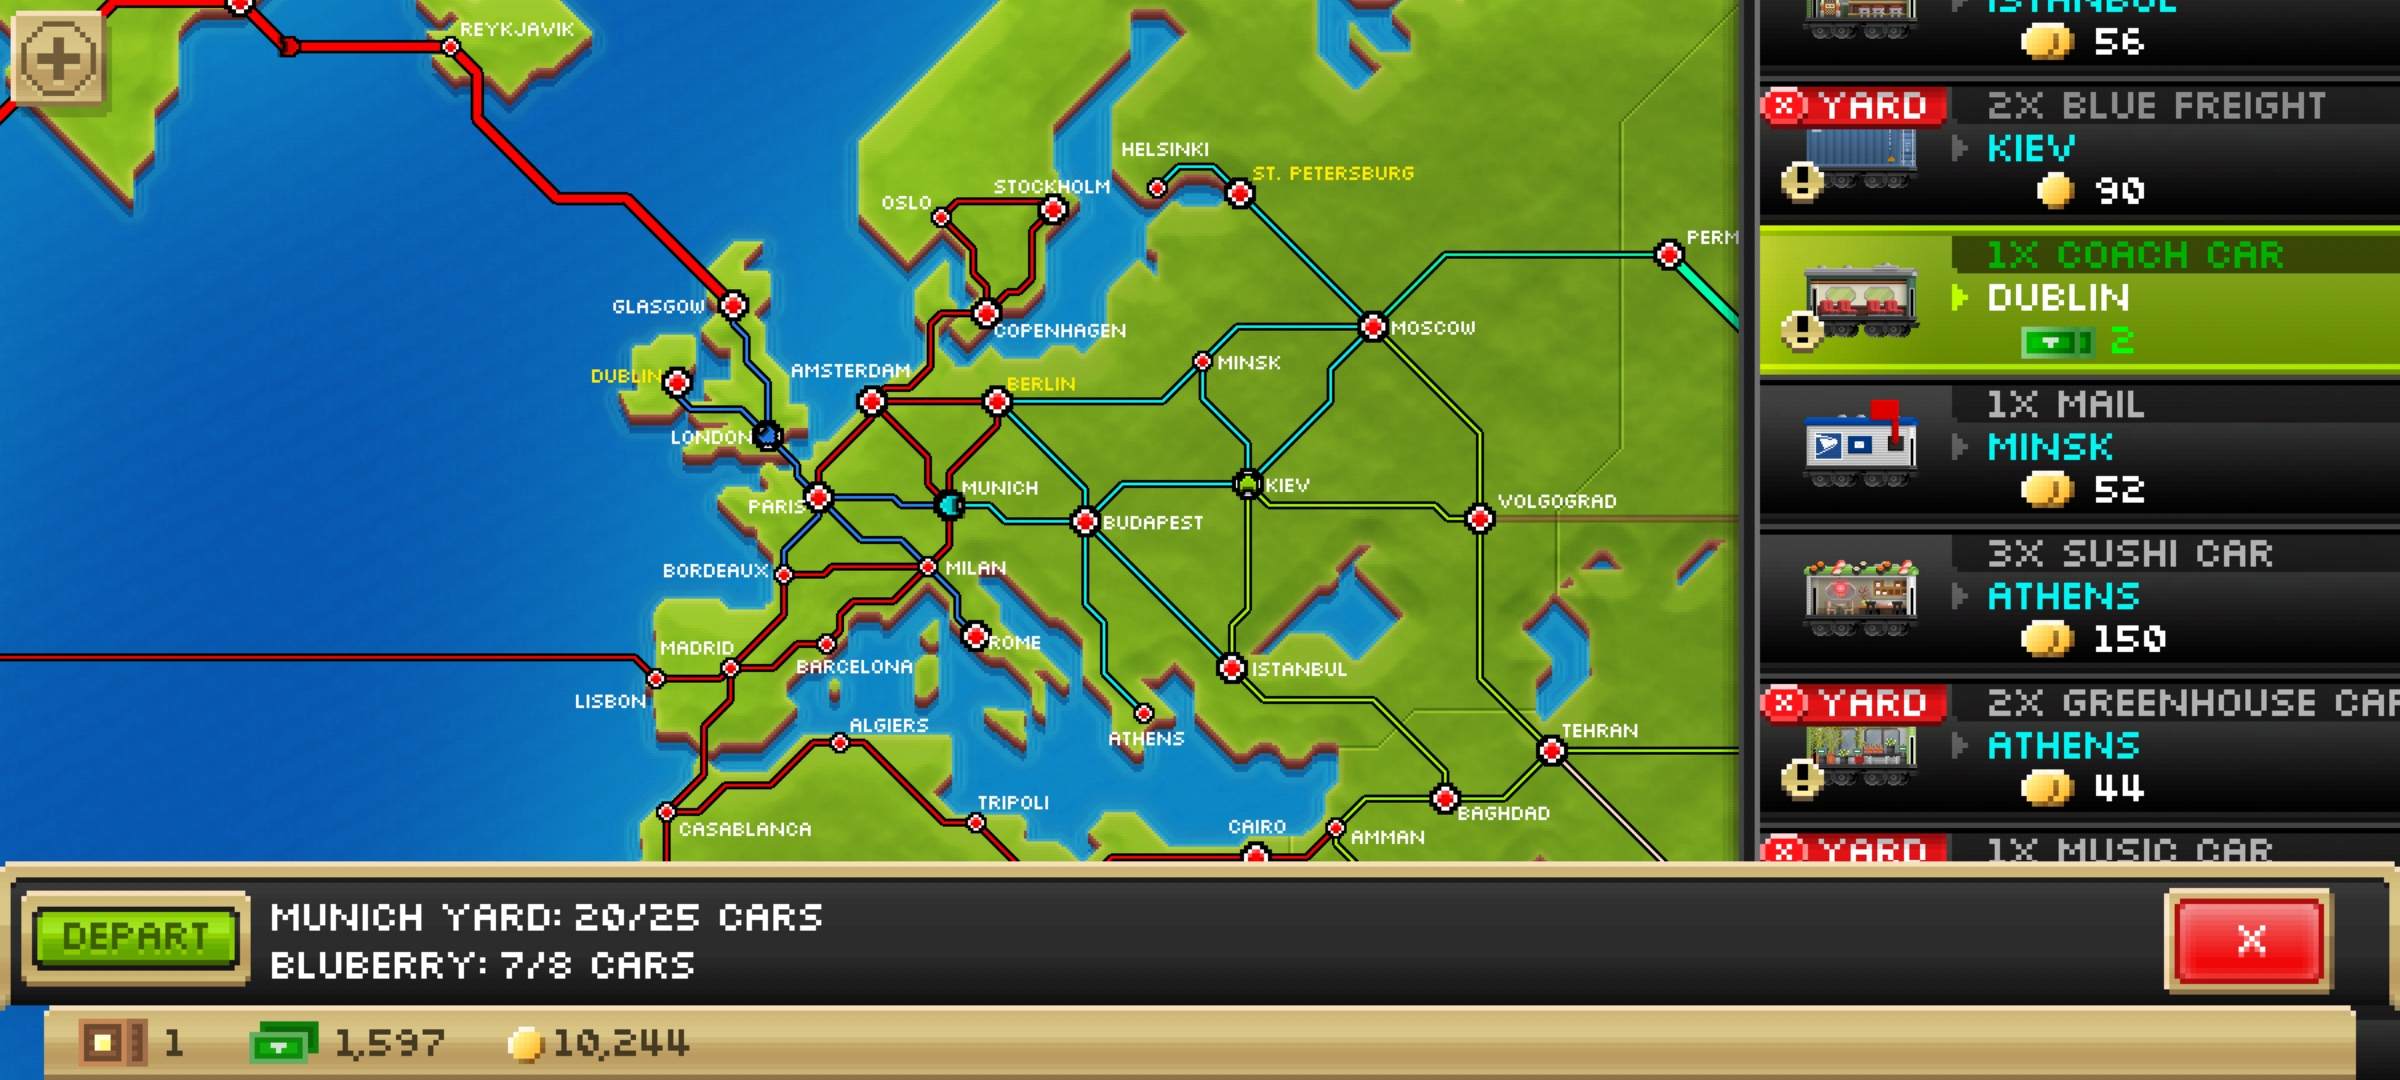 REYKJAVIK
HELSINKI
ST. PETERSBURG
STOCKHOLM
OSLO
PERM
GLASGOW
COPENHAGEN
MOSCOW
MINSK
AMSTERDAM
DUBLIN
BERLIN
LONDON
MUNICH
KIEV
PARIS
VOLGOGRAD
BUDAPEST
BORDEAUX
MILAN
MADRID
ROME
BARCELONA
ISTANBUL
LISBON
ALGIERS
ATHENS
TEHRAN
TRIPOLI
BAGHDAD
CASABLANCA
CAIRO
AMMAN
ISTANBUL
56
YARD
2X BLUE FREIGHT
KIEV
90
1X COACH CAR
DUBLIN
2
1X MAIL
MINSK
52
3X SUSHI CAR
ATHENS
150
YARD
2X GREENHOUSE CAR
ATHENS
44
YARD
1X MUSIC CAR
DEPART
MUNICH YARD: 20/25 CARS
BLUBERRY: 7/8 CARS
X
1
1,597
10,244